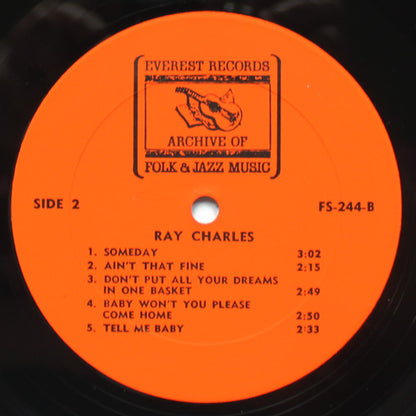 EVEREST RECORDS
ARCHIVE OF
FOLK & JAZZ MUSIC
SIDE 2
FS-244-B
RAY CHARLES
1. SOMEDAY 3:02
2. AIN'T THAT FINE 2:15
3. DON'T PUT ALL YOUR DREAMS
IN ONE BASKET 2:49
4. BABY WON'T YOU PLEASE
COME HOME 2:50
5. TELL ME BABY 2:33